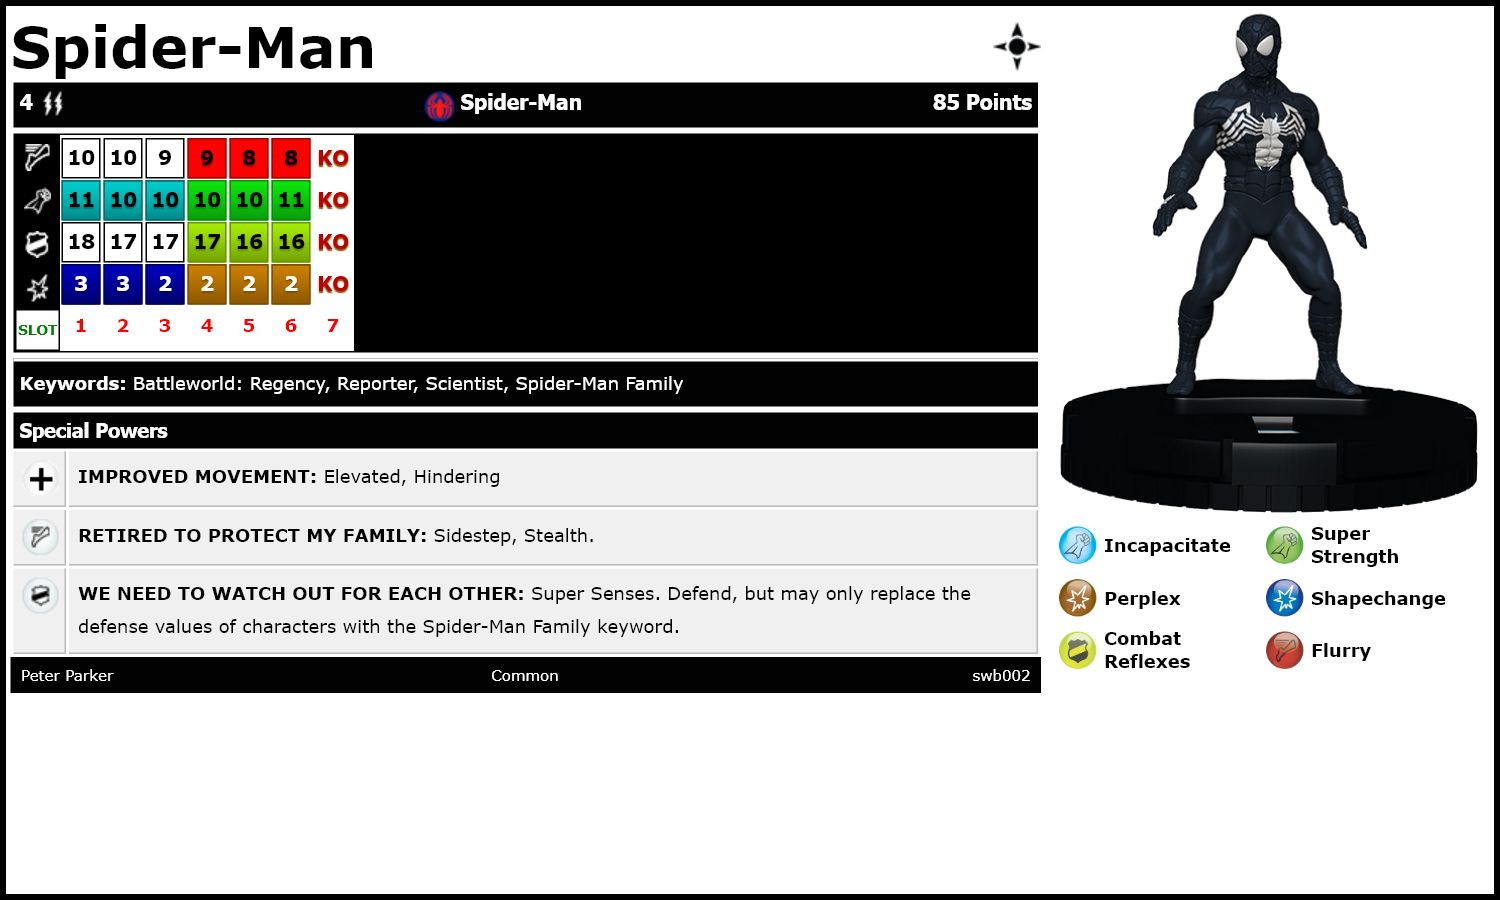 Spider-Man
4 Spider-Man 85 Points
10 10 9 9 8 8 KO
11 10 10 10 10 11 KO
18 17 17 17 16 16 KO
3 3 2 2 2 2 KO
SLOT 1 2 3 4 5 6 7
Keywords: Battleworld: Regency, Reporter, Scientist, Spider-Man Family
Special Powers
IMPROVED MOVEMENT: Elevated, Hindering
RETIRED TO PROTECT MY FAMILY: Sidestep, Stealth.
WE NEED TO WATCH OUT FOR EACH OTHER: Super Senses. Defend, but may only replace the
defense values of characters with the Spider-Man Family keyword.
Peter Parker Common swb002
Incapacitate
Super
Strength
Perplex
Shapechange
Combat
Reflexes
Flurry